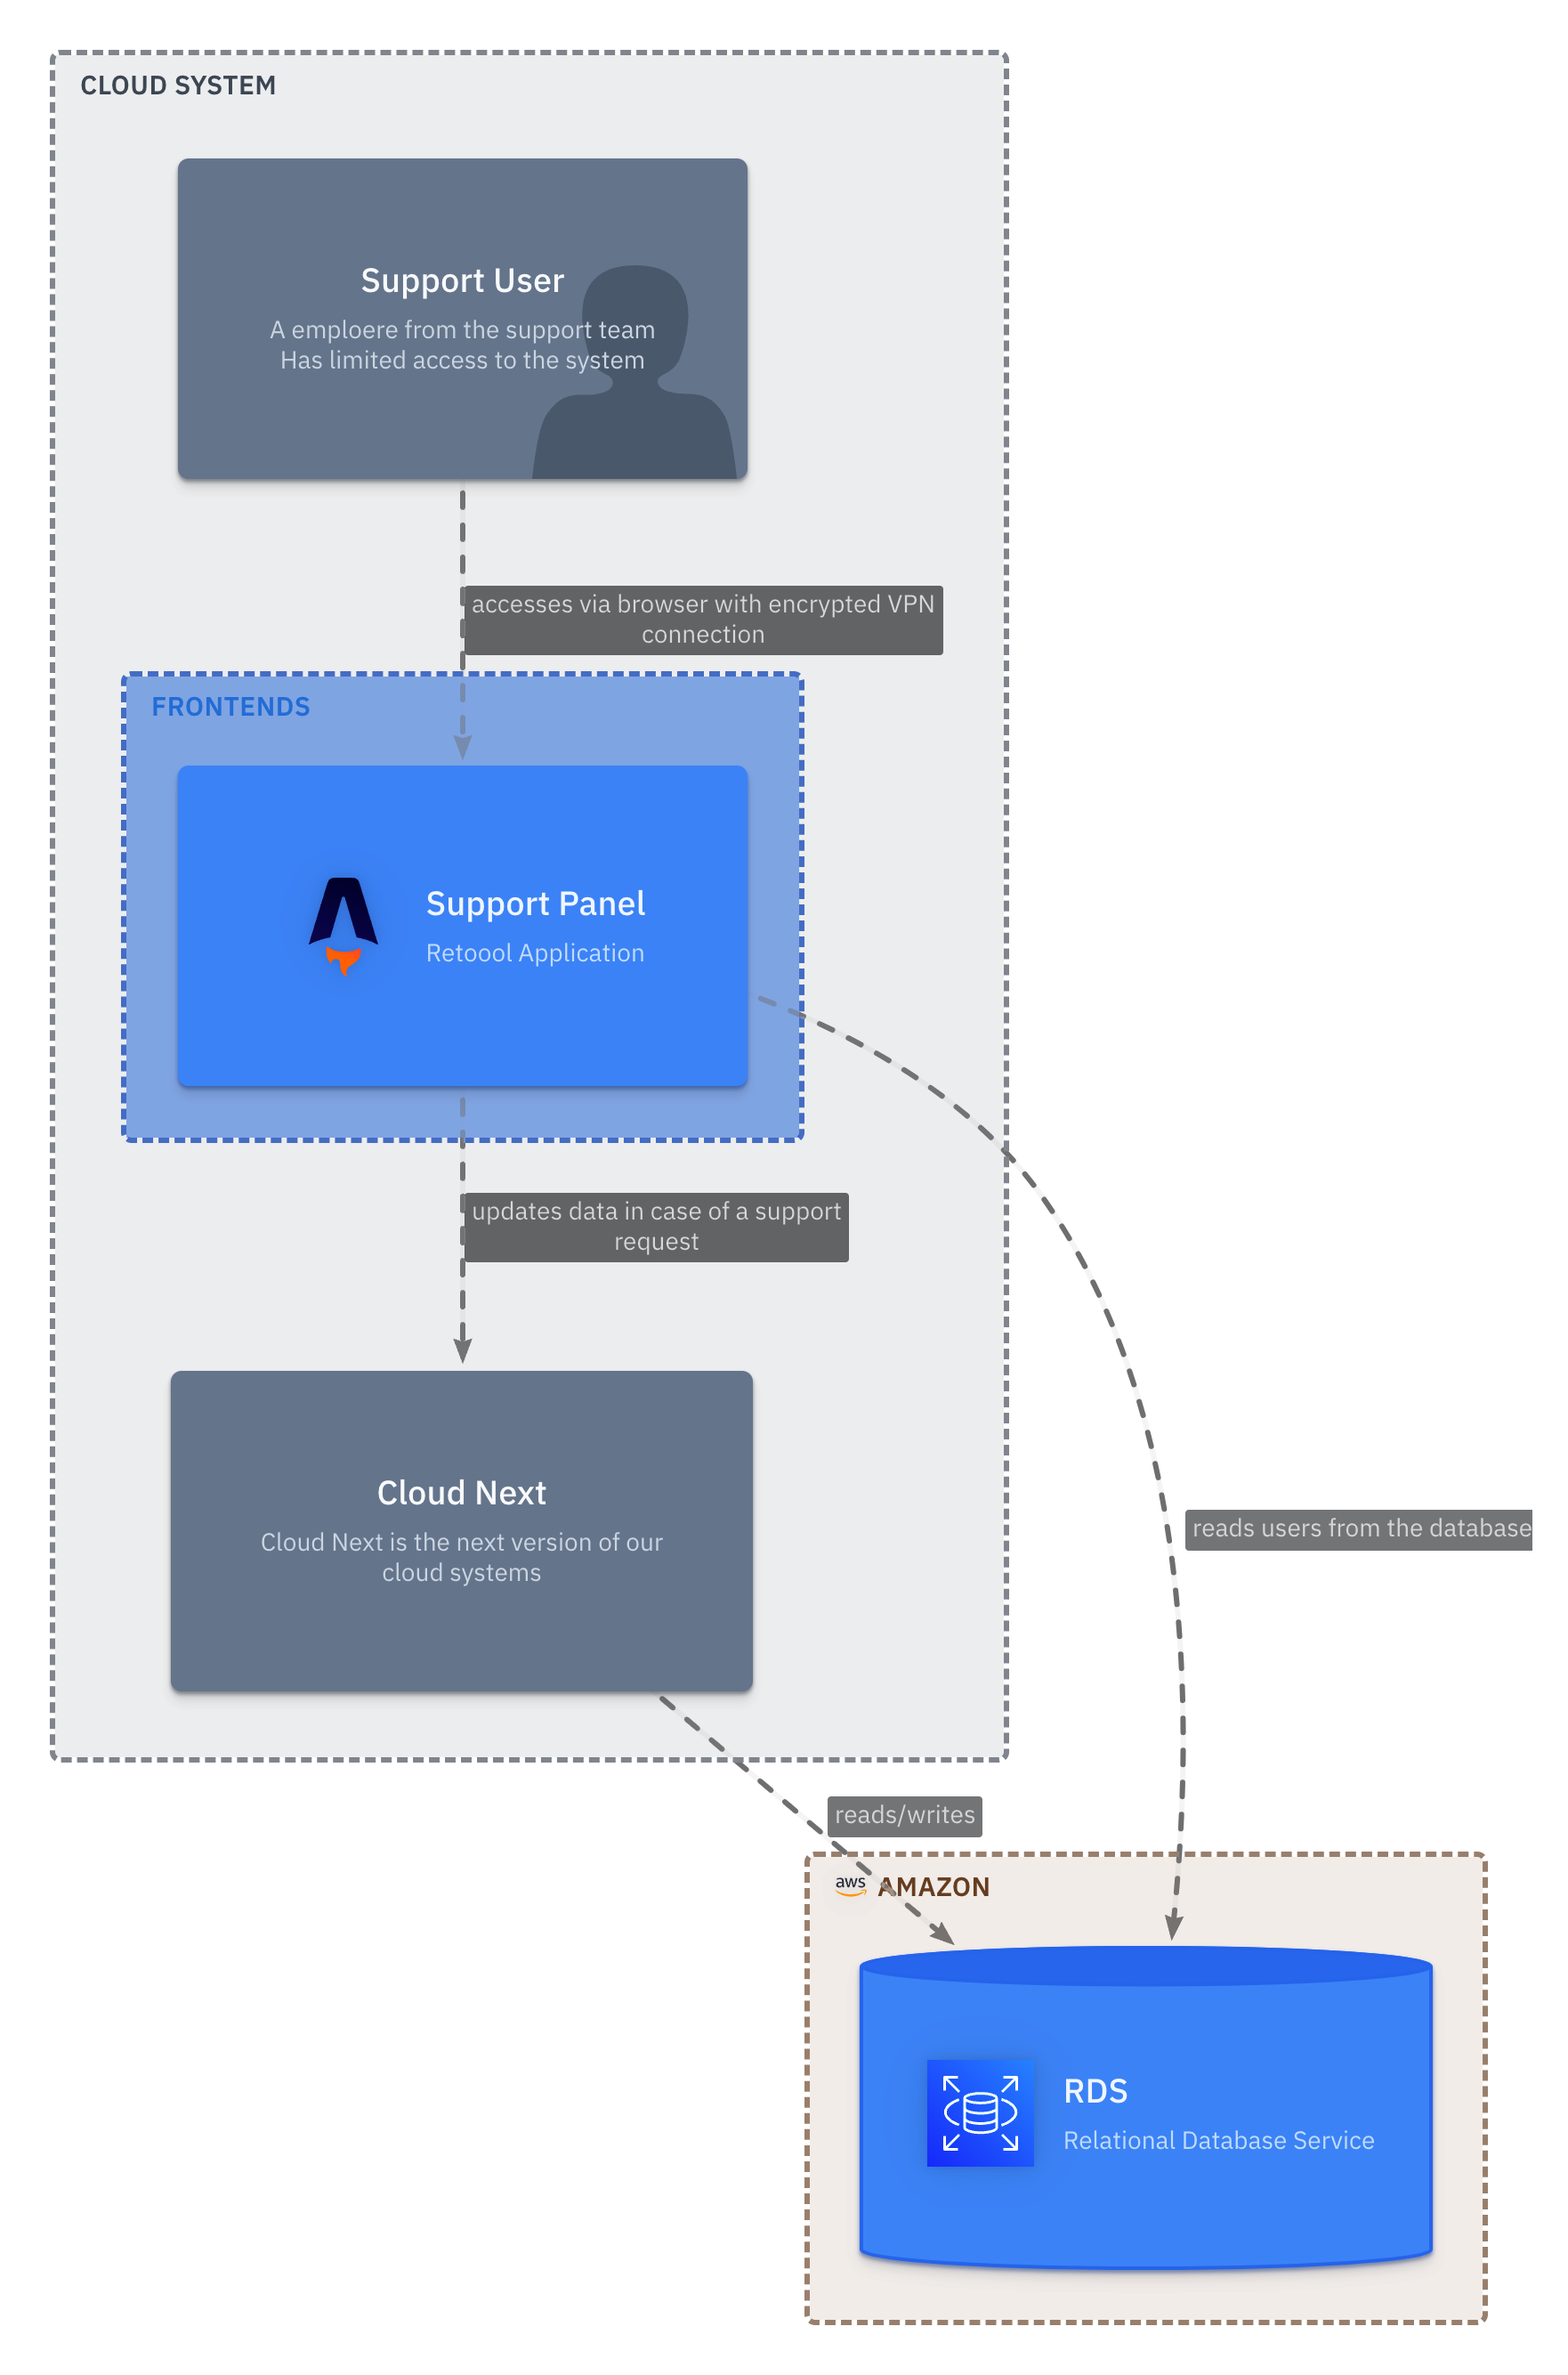 CLOUD SYSTEM
Support User
A emploere from the support team
Has limited access to the system
accesses via browser with encrypted VPN
connection
FRONTENDS
Support Panel
Retoool Application
updates data in case of a support
request
Cloud Next
Cloud Next is the next version of our
cloud systems
reads users from the database
reads/writes
aws AMAZON
RDS
Relational Database Service